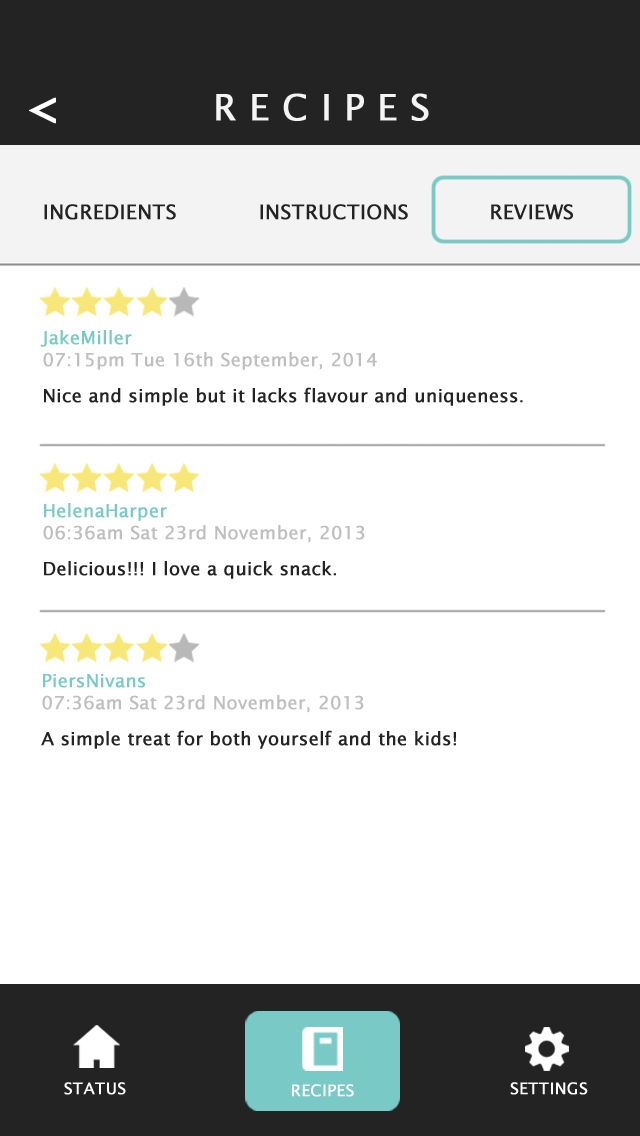 < RECIPES
INGREDIENTS INSTRUCTIONS REVIEWS
JakeMiller
07:15pm Tue 16th September, 2014
Nice and simple but it lacks flavour and uniqueness.
HelenaHarper
06:36am Sat 23rd November, 2013
Delicious!!! I love a quick snack.
PiersNivans
07:36am Sat 23rd November, 2013
A simple treat for both yourself and the kids!
STATUS RECIPES SETTINGS